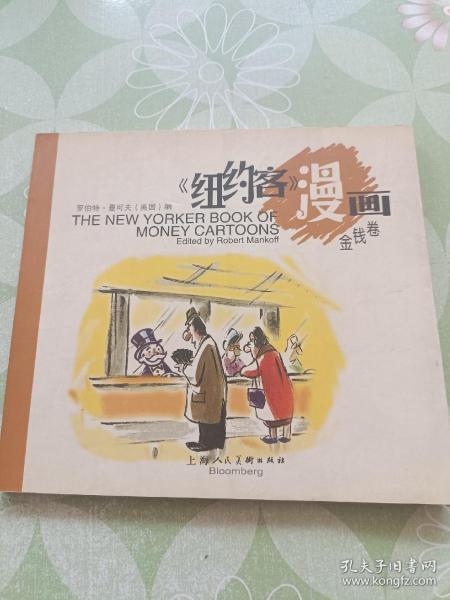 《纽约客》漫画
金钱卷
罗伯特·曼可夫(美国)编
THE NEW YORKER BOOK OF
MONEY CARTOONS
Edited by Robert Mankoff
上海人民美術出版社
Bloomberg
孔夫子旧书网
www.kongfz.com